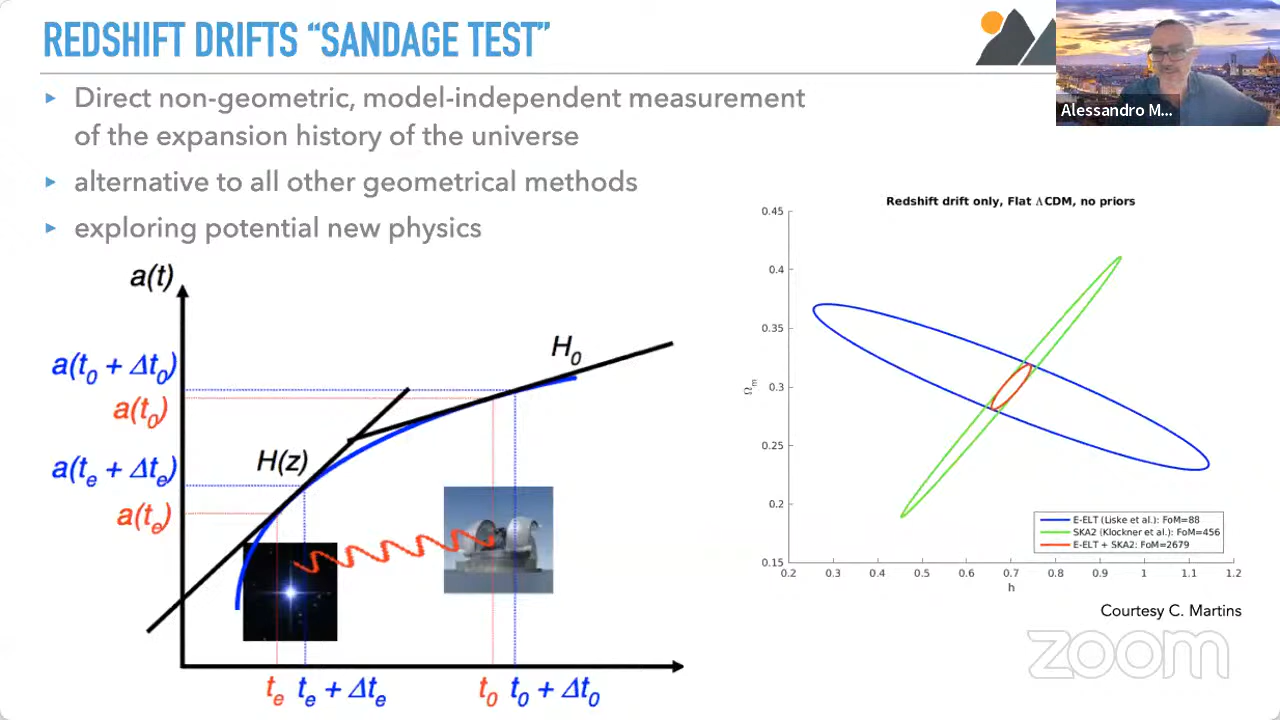 REDSHIFT DRIFTS “SANDAGE TEST”
Alessandro M...
▸ Direct non-geometric, model-independent measurement
of the expansion history of the universe
▸ alternative to all other geometrical methods
▸ exploring potential new physics
a(t)
a(t₀ + Δt₀)
a(t₀)
a(tₑ + Δtₑ)
a(tₑ)
H₀
H(z)
tₑ tₑ + Δtₑ t₀ t₀ + Δt₀
Redshift drift only, Flat ΛCDM, no priors
0.45
0.4
0.35
0.3
0.25
0.2
0.15
Ωₘ
E-ELT (Liske et al.): FoM=88
SKA2 (Klockner et al.): FoM=456
E-ELT + SKA2: FoM=2679
0.2 0.3 0.4 0.5 0.6 0.7 0.8 0.9 1 1.1 1.2
h
Courtesy C. Martins
zoom